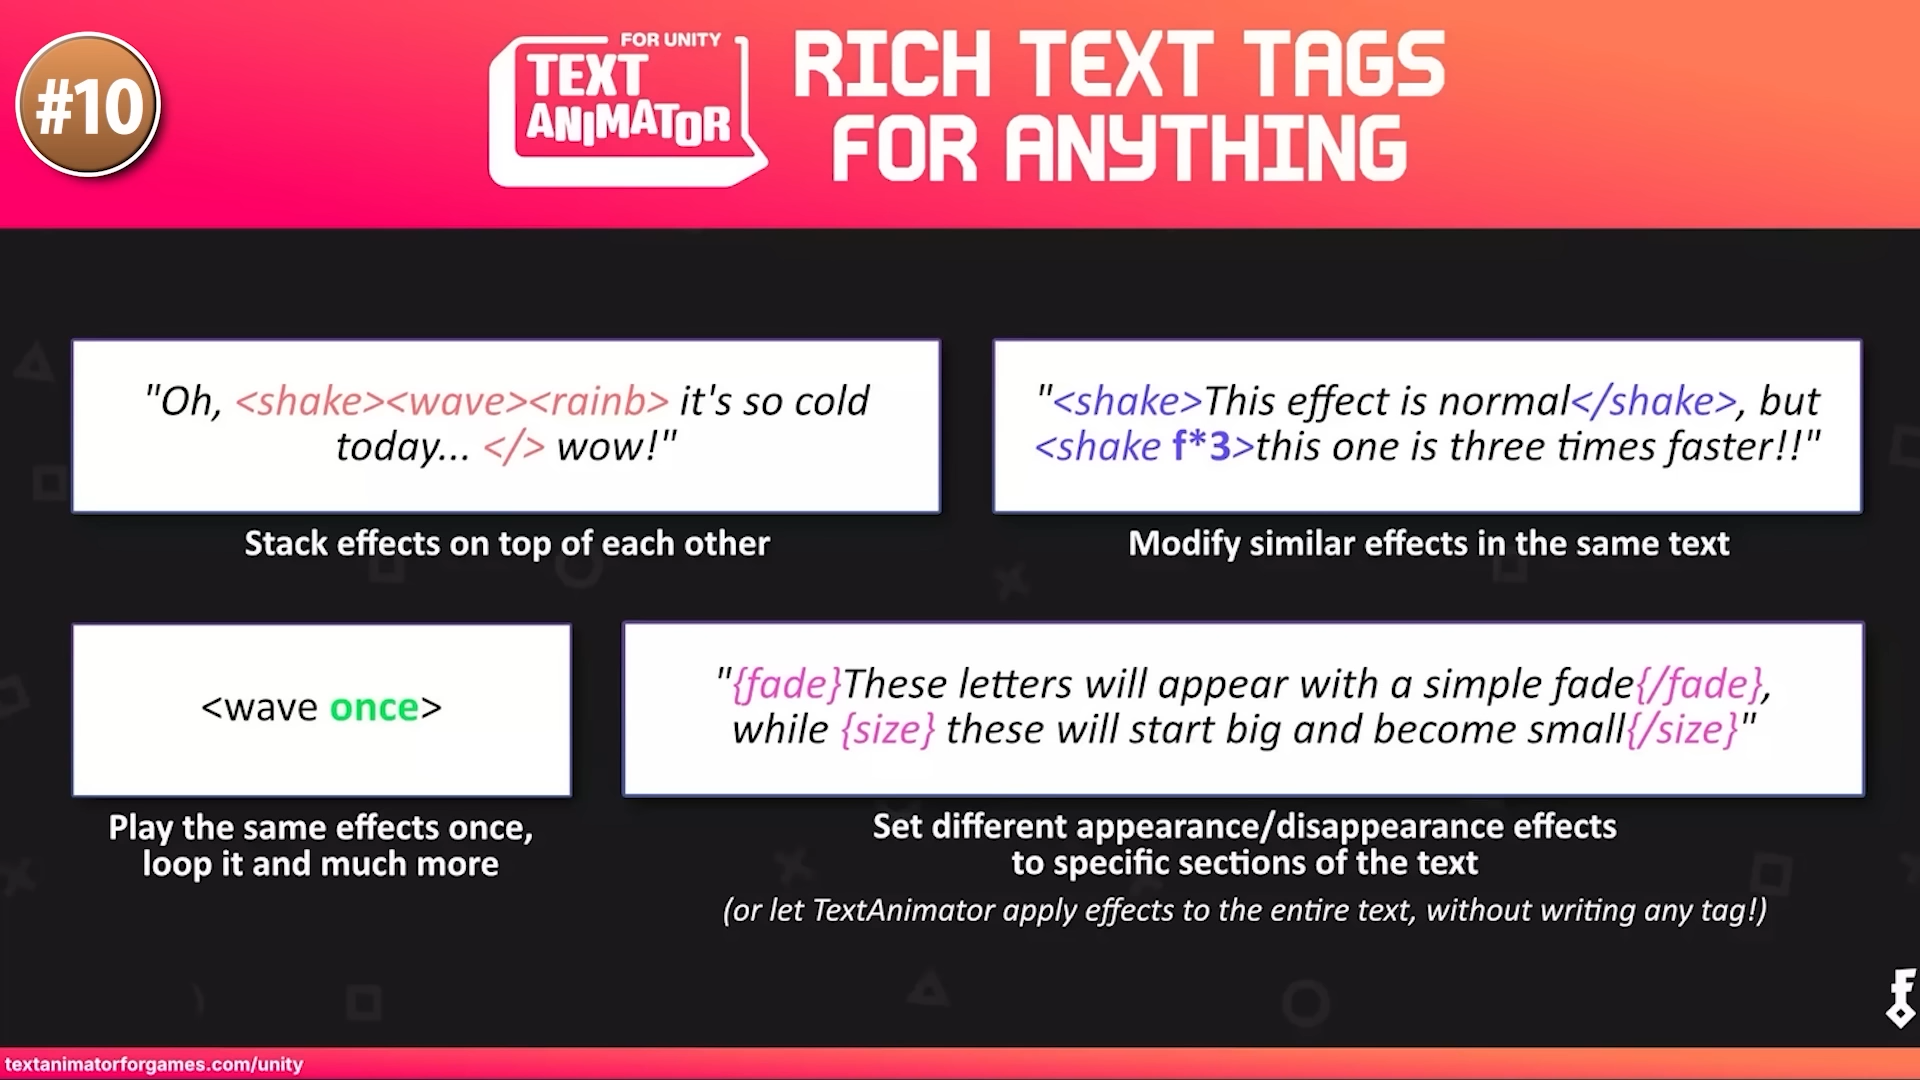 #10
FOR UNITY
TEXT
ANIMATOR
RICH TEXT TAGS
FOR ANYTHING
"Oh, <shake><wave><rainb> it's so cold
today... </> wow!"
Stack effects on top of each other
"<shake>This effect is normal</shake>, but
<shake f*3>this one is three times faster!!"
Modify similar effects in the same text
<wave once>
Play the same effects once,
loop it and much more
"{fade}These letters will appear with a simple fade{/fade},
while {size} these will start big and become small{/size}"
Set different appearance/disappearance effects
to specific sections of the text
(or let TextAnimator apply effects to the entire text, without writing any tag!)
textanimatorforgames.com/unity